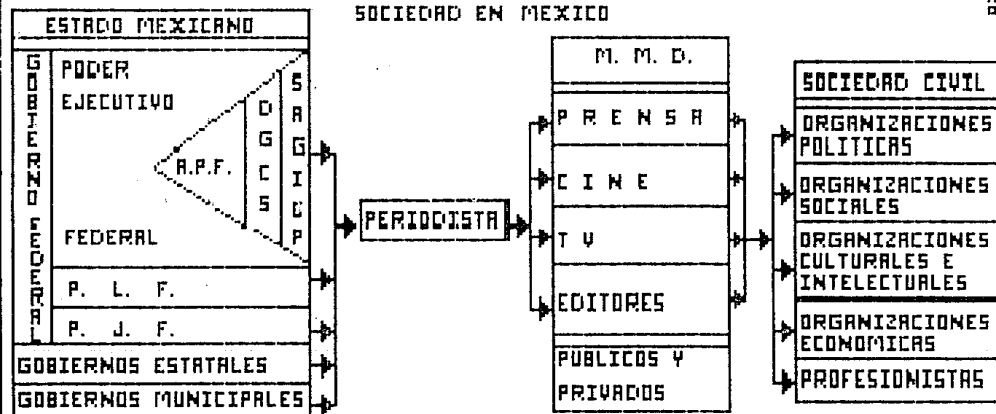 SOCIEDAD EN MEXICO
ESTADO MEXICANO
GOBIERNO FEDERAL
PODER
EJECUTIVO
FEDERAL
A.P.F.
DGCS
SAGICP
P. L. F.
P. J. F.
GOBIERNOS ESTATALES
GOBIERNOS MUNICIPALES
PERIODISTA
M. M. D.
PRENSA
CINE
TV
EDITORES
PUBLICOS Y
PRIVADOS
SOCIEDAD CIVIL
ORGANIZACIONES
POLITICAS
ORGANIZACIONES
SOCIALES
ORGANIZACIONES
CULTURALES E
INTELECTUALES
ORGANIZACIONES
ECONOMICAS
PROFESIONISTAS